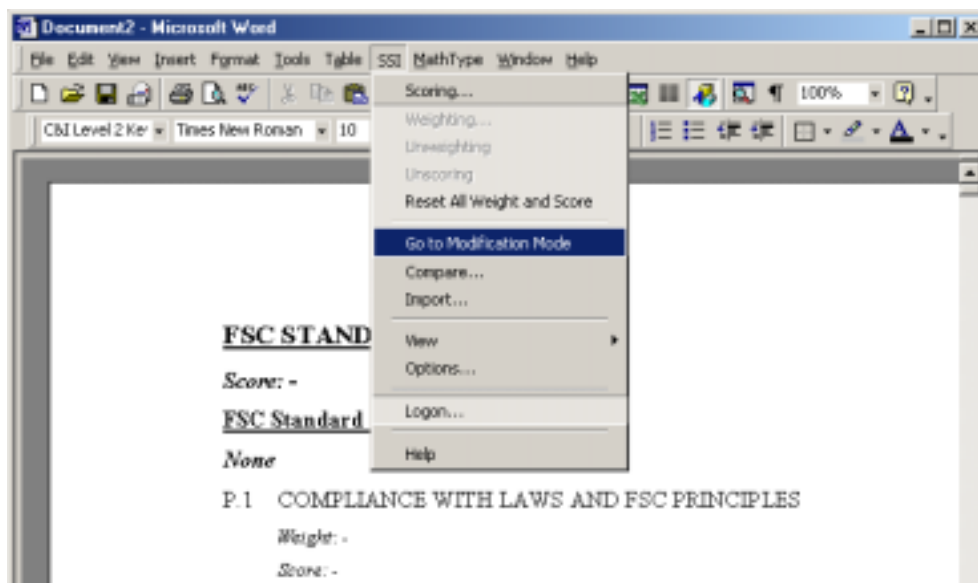 Document2 - Microsoft Word
File Edit View Insert Format Tools Table SSI MathType Window Help
100%
C&I Level 2 Ker Times New Roman 10
Scoring...
Weighting...
Unweighting
Unscoring
Reset All Weight and Score
Go to Modification Mode
Compare...
Import...
View
Options...
Logon...
Help
FSC STAND
Score: -
FSC Standard
None
P.1 COMPLIANCE WITH LAWS AND FSC PRINCIPLES
Weight: -
Score: -